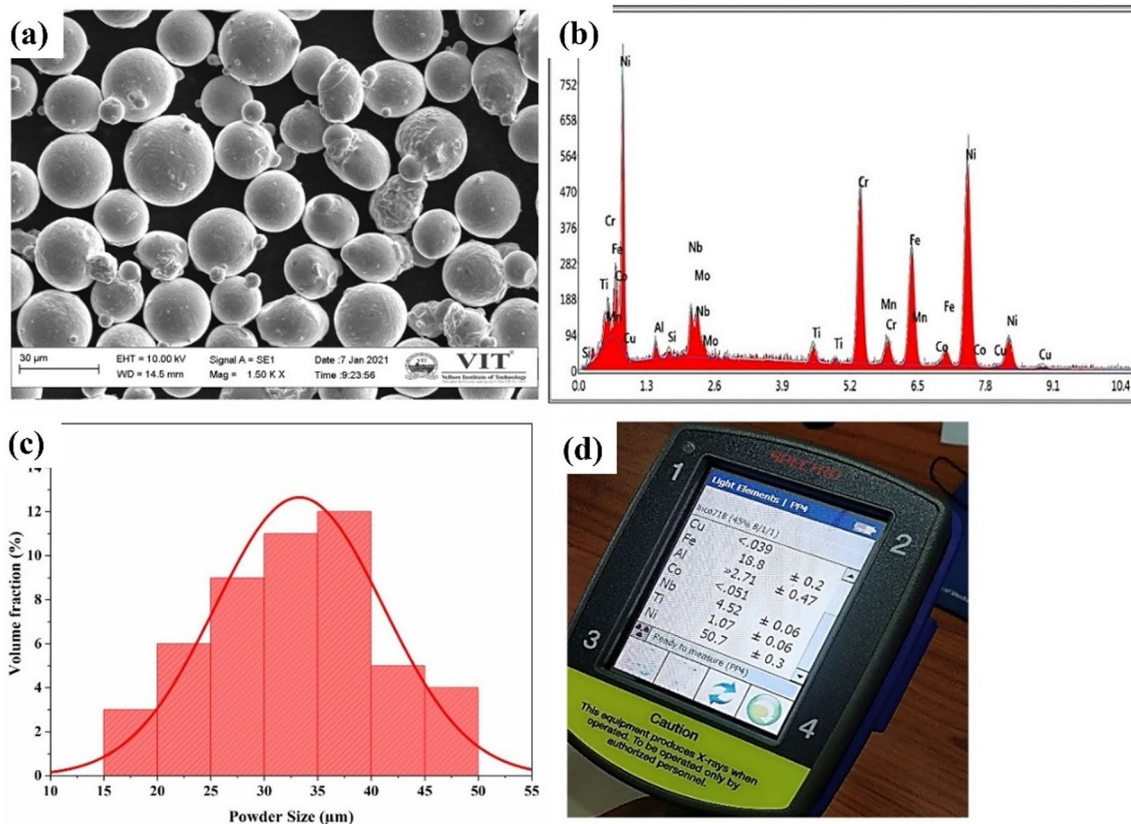 (a)
30 µm
EHT = 10.00 kV
WD = 14.5 mm
Signal A = SE1
Mag = 1.50 K X
Date :7 Jan 2021
Time :9:23:56
VIT®
Vellore Institute of Technology
(b)
752
658
564
470
376
282
188
94
0
Ni
Cr
Fe
Co
Ti
Mn
Si
Cu
Al
Si
Nb
Mo
Nb
Mo
Ti
Ti
Cr
Mn
Cr
Fe
Mn
Fe
Co
Ni
Co
Cu
Ni
Cu
0.0 1.3 2.6 3.9 5.2 6.5 7.8 9.1 10.4
(c)
14
12
10
8
6
4
2
0
Volume fraction (%)
10 15 20 25 30 35 40 45 50 55
Powder Size (µm)
(d)
SPECTRO
1
2
3
4
Light Elements | PP4
Inco718 (45% 8/1/1)
Cu <.039
Fe 18.8 ± 0.2
Al »2.71 ± 0.47
Co <.051
Nb 4.52 ± 0.06
Ti 1.07 ± 0.06
Ni 50.7 ± 0.3
Ready to measure (PP4)
Caution
This equipment produces X-rays when
operated. To be operated only by
authorized personnel.